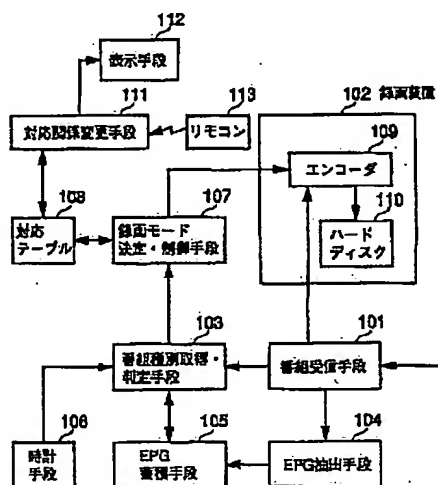 112
表示手段
111
113
対応関係変更手段
リモコン
102 録画装置
109
エンコーダ
108
107
110
対応
テーブル
録画モード
決定・制御手段
ハード
ディスク
103
101
番組種別取得・
判定手段
番組受信手段
106
105
104
時計
手段
EPG
蓄積手段
EPG抽出手段